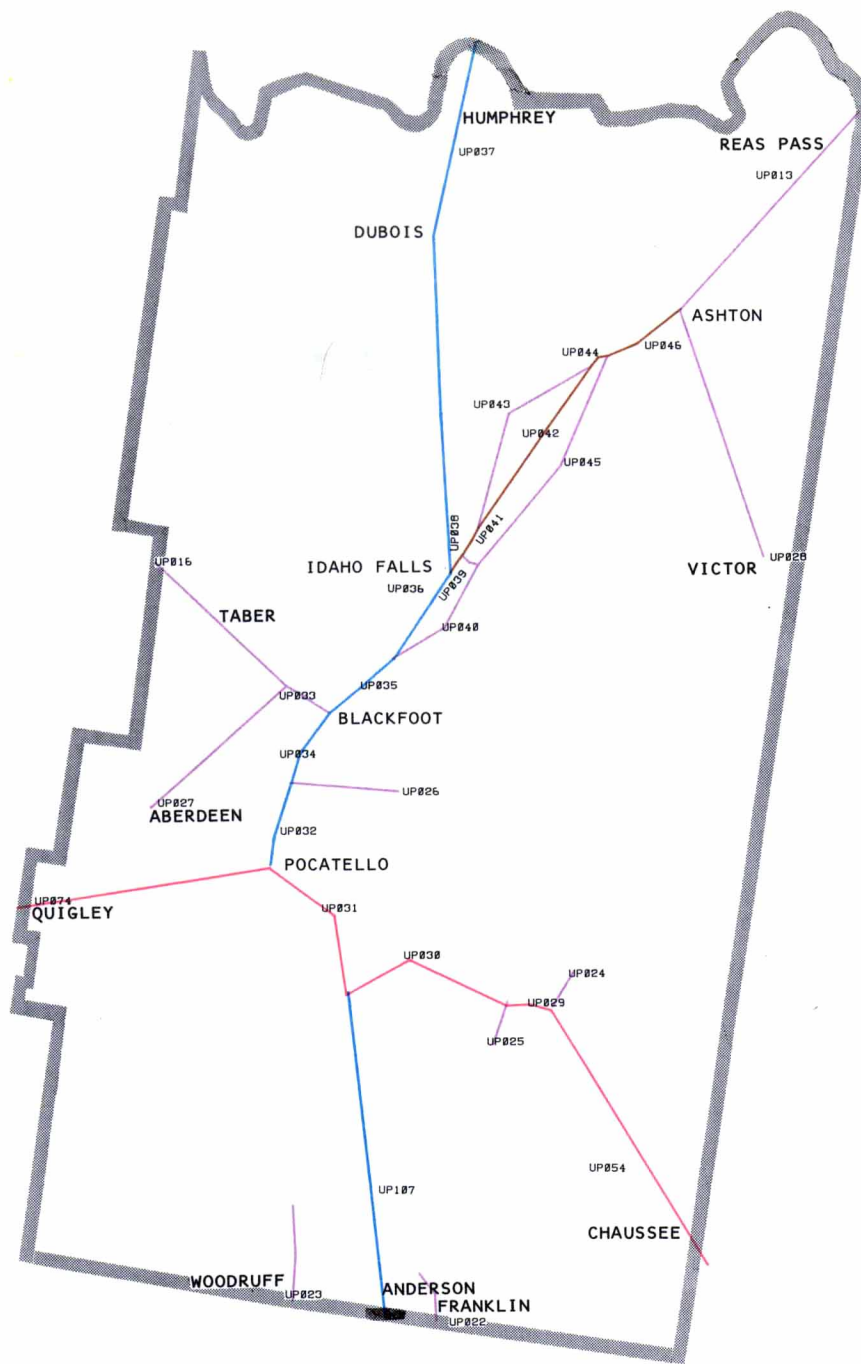 HUMPHREY
REAS PASS
UP037
UP013
DUBOIS
ASHTON
UP046
UP044
UP043
UP042
UP045
UP038
UP041
IDAHO FALLS
UP016
UP028
VICTOR
UP039
UP036
TABER
UP040
UP035
UP033
BLACKFOOT
UP034
UP026
UP027
ABERDEEN
UP032
POCATELLO
UP074
QUIGLEY
UP031
UP030
UP024
UP029
UP025
UP054
UP107
CHAUSSEE
WOODRUFF
ANDERSON
UP023
FRANKLIN
UP022